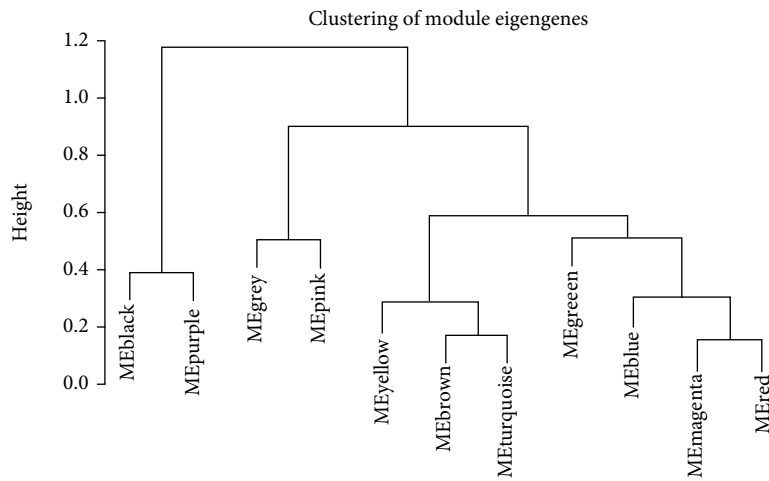 Clustering of module eigengenes
Height
1.2
1.0
0.8
0.6
0.4
0.2
0.0
MEblack
MEpurple
MEgrey
MEpink
MEyellow
MEbrown
MEturquoise
MEgreeen
MEblue
MEmagenta
MEred